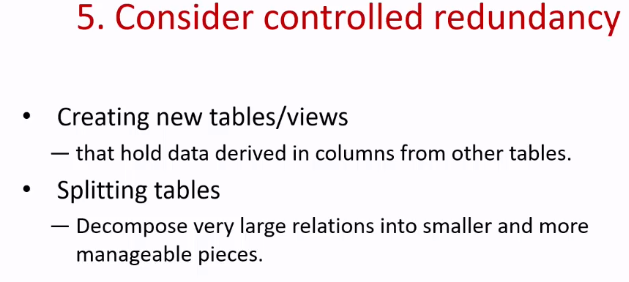 5. Consider controlled redundancy
• Creating new tables/views
— that hold data derived in columns from other tables.
• Splitting tables
— Decompose very large relations into smaller and more
manageable pieces.